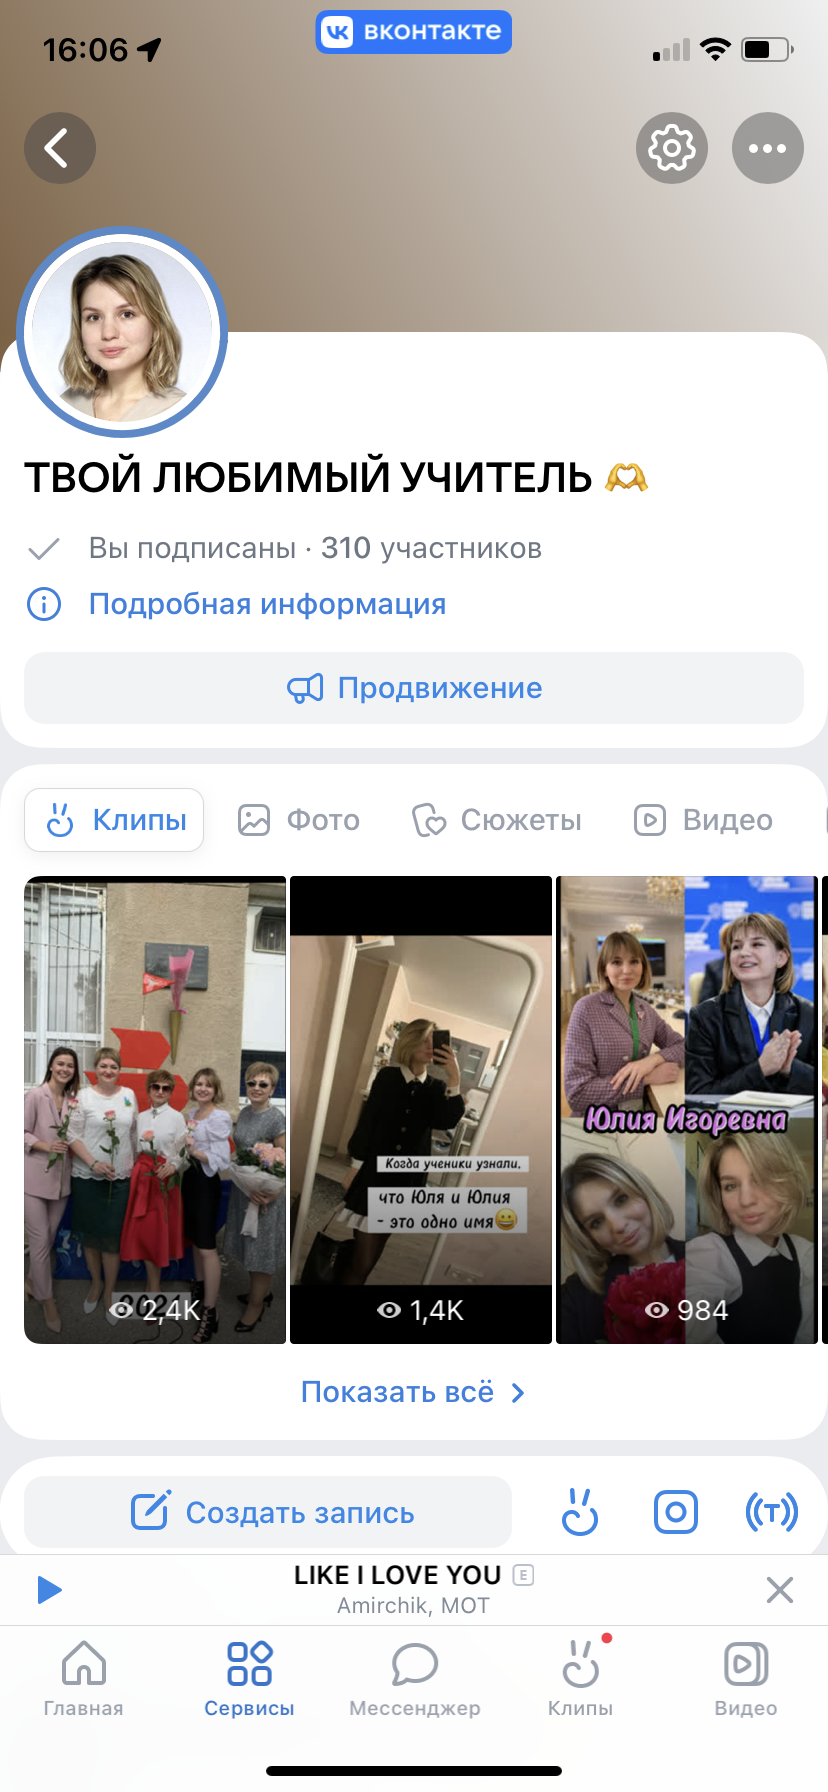 16:06
вконтакте
ТВОЙ ЛЮБИМЫЙ УЧИТЕЛЬ 🫶
Вы подписаны · 310 участников
Подробная информация
Продвижение
Клипы
Фото
Сюжеты
Видео
2021
2,4K
Когда ученики узнали,
что Юля и Юлия
- это одно имя😀
1,4K
Юлия Игоревна
984
Показать всё
Создать запись
LIKE I LOVE YOU E
Amirchik, МОТ
Главная
Сервисы
Мессенджер
Клипы
Видео